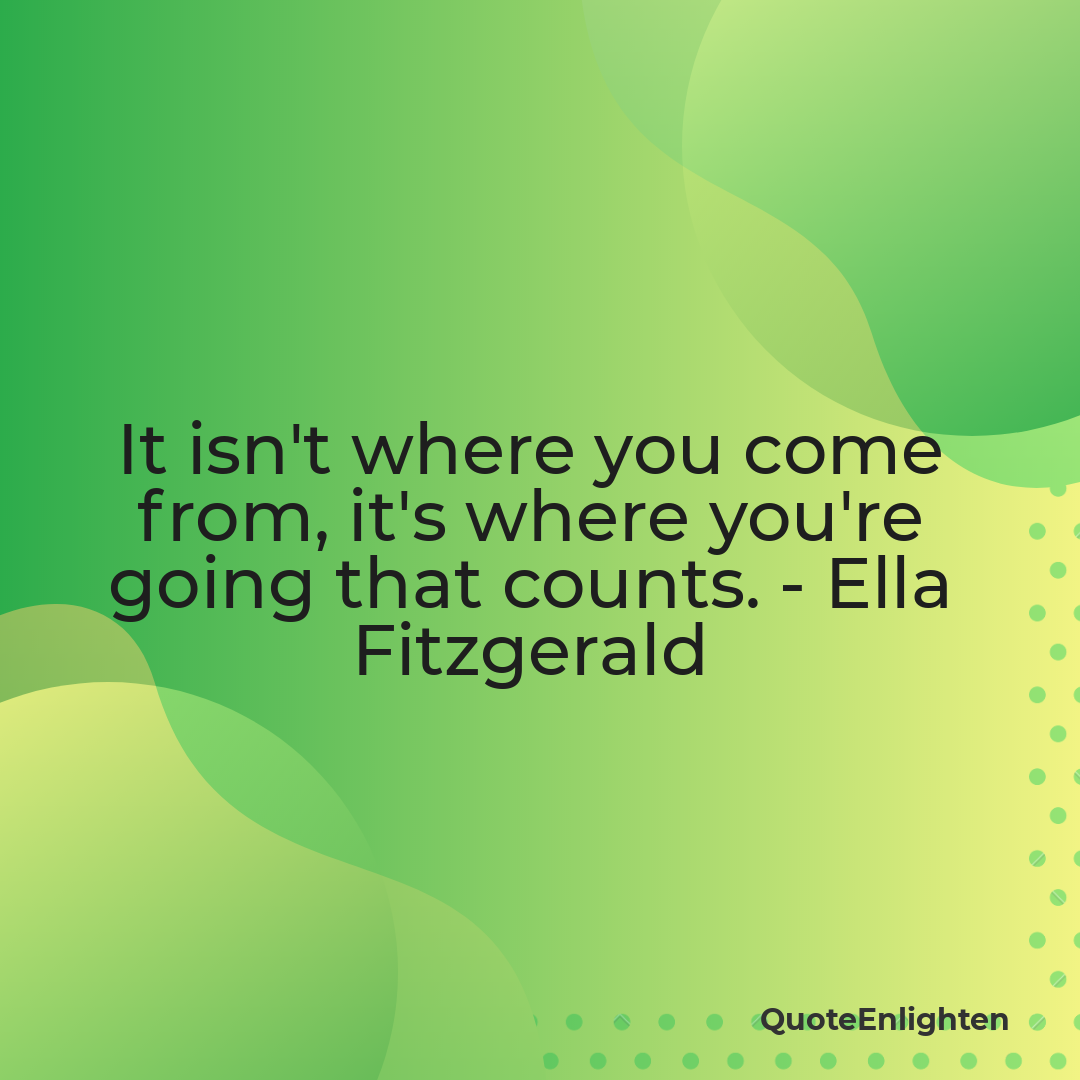 It isn't where you come
from, it's where you're
going that counts. - Ella
Fitzgerald
QuoteEnlighten